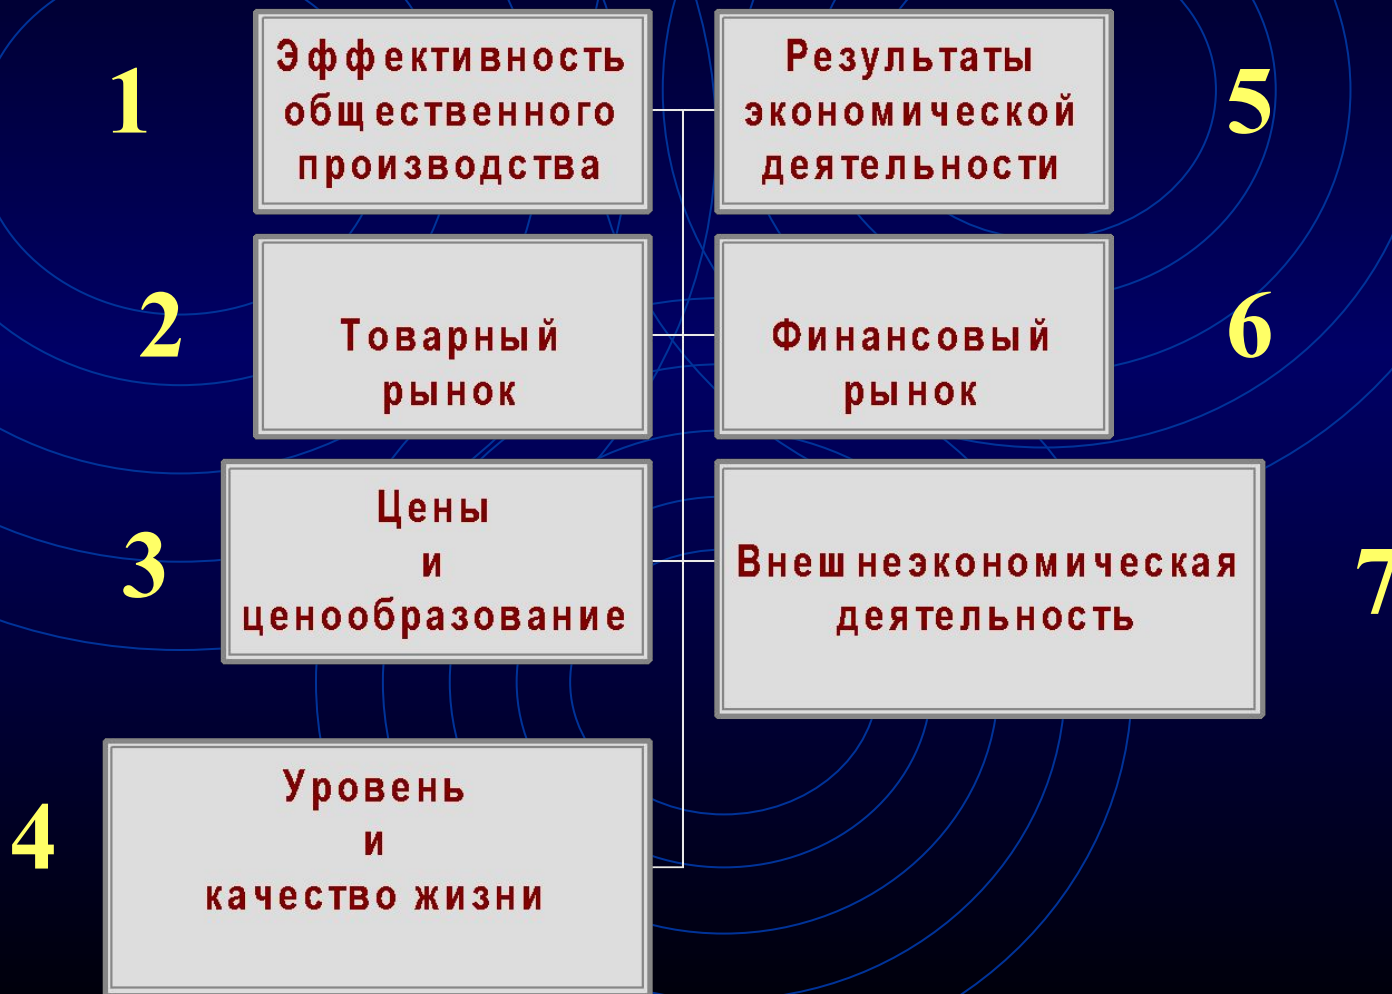 1
Эффективность
общественного
производства
2
Товарный
рынок
3
Цены
и
ценообразование
4
Уровень
и
качество жизни
Результаты
экономической
деятельности
5
Финансовый
рынок
6
Внешнеэкономическая
деятельность
7